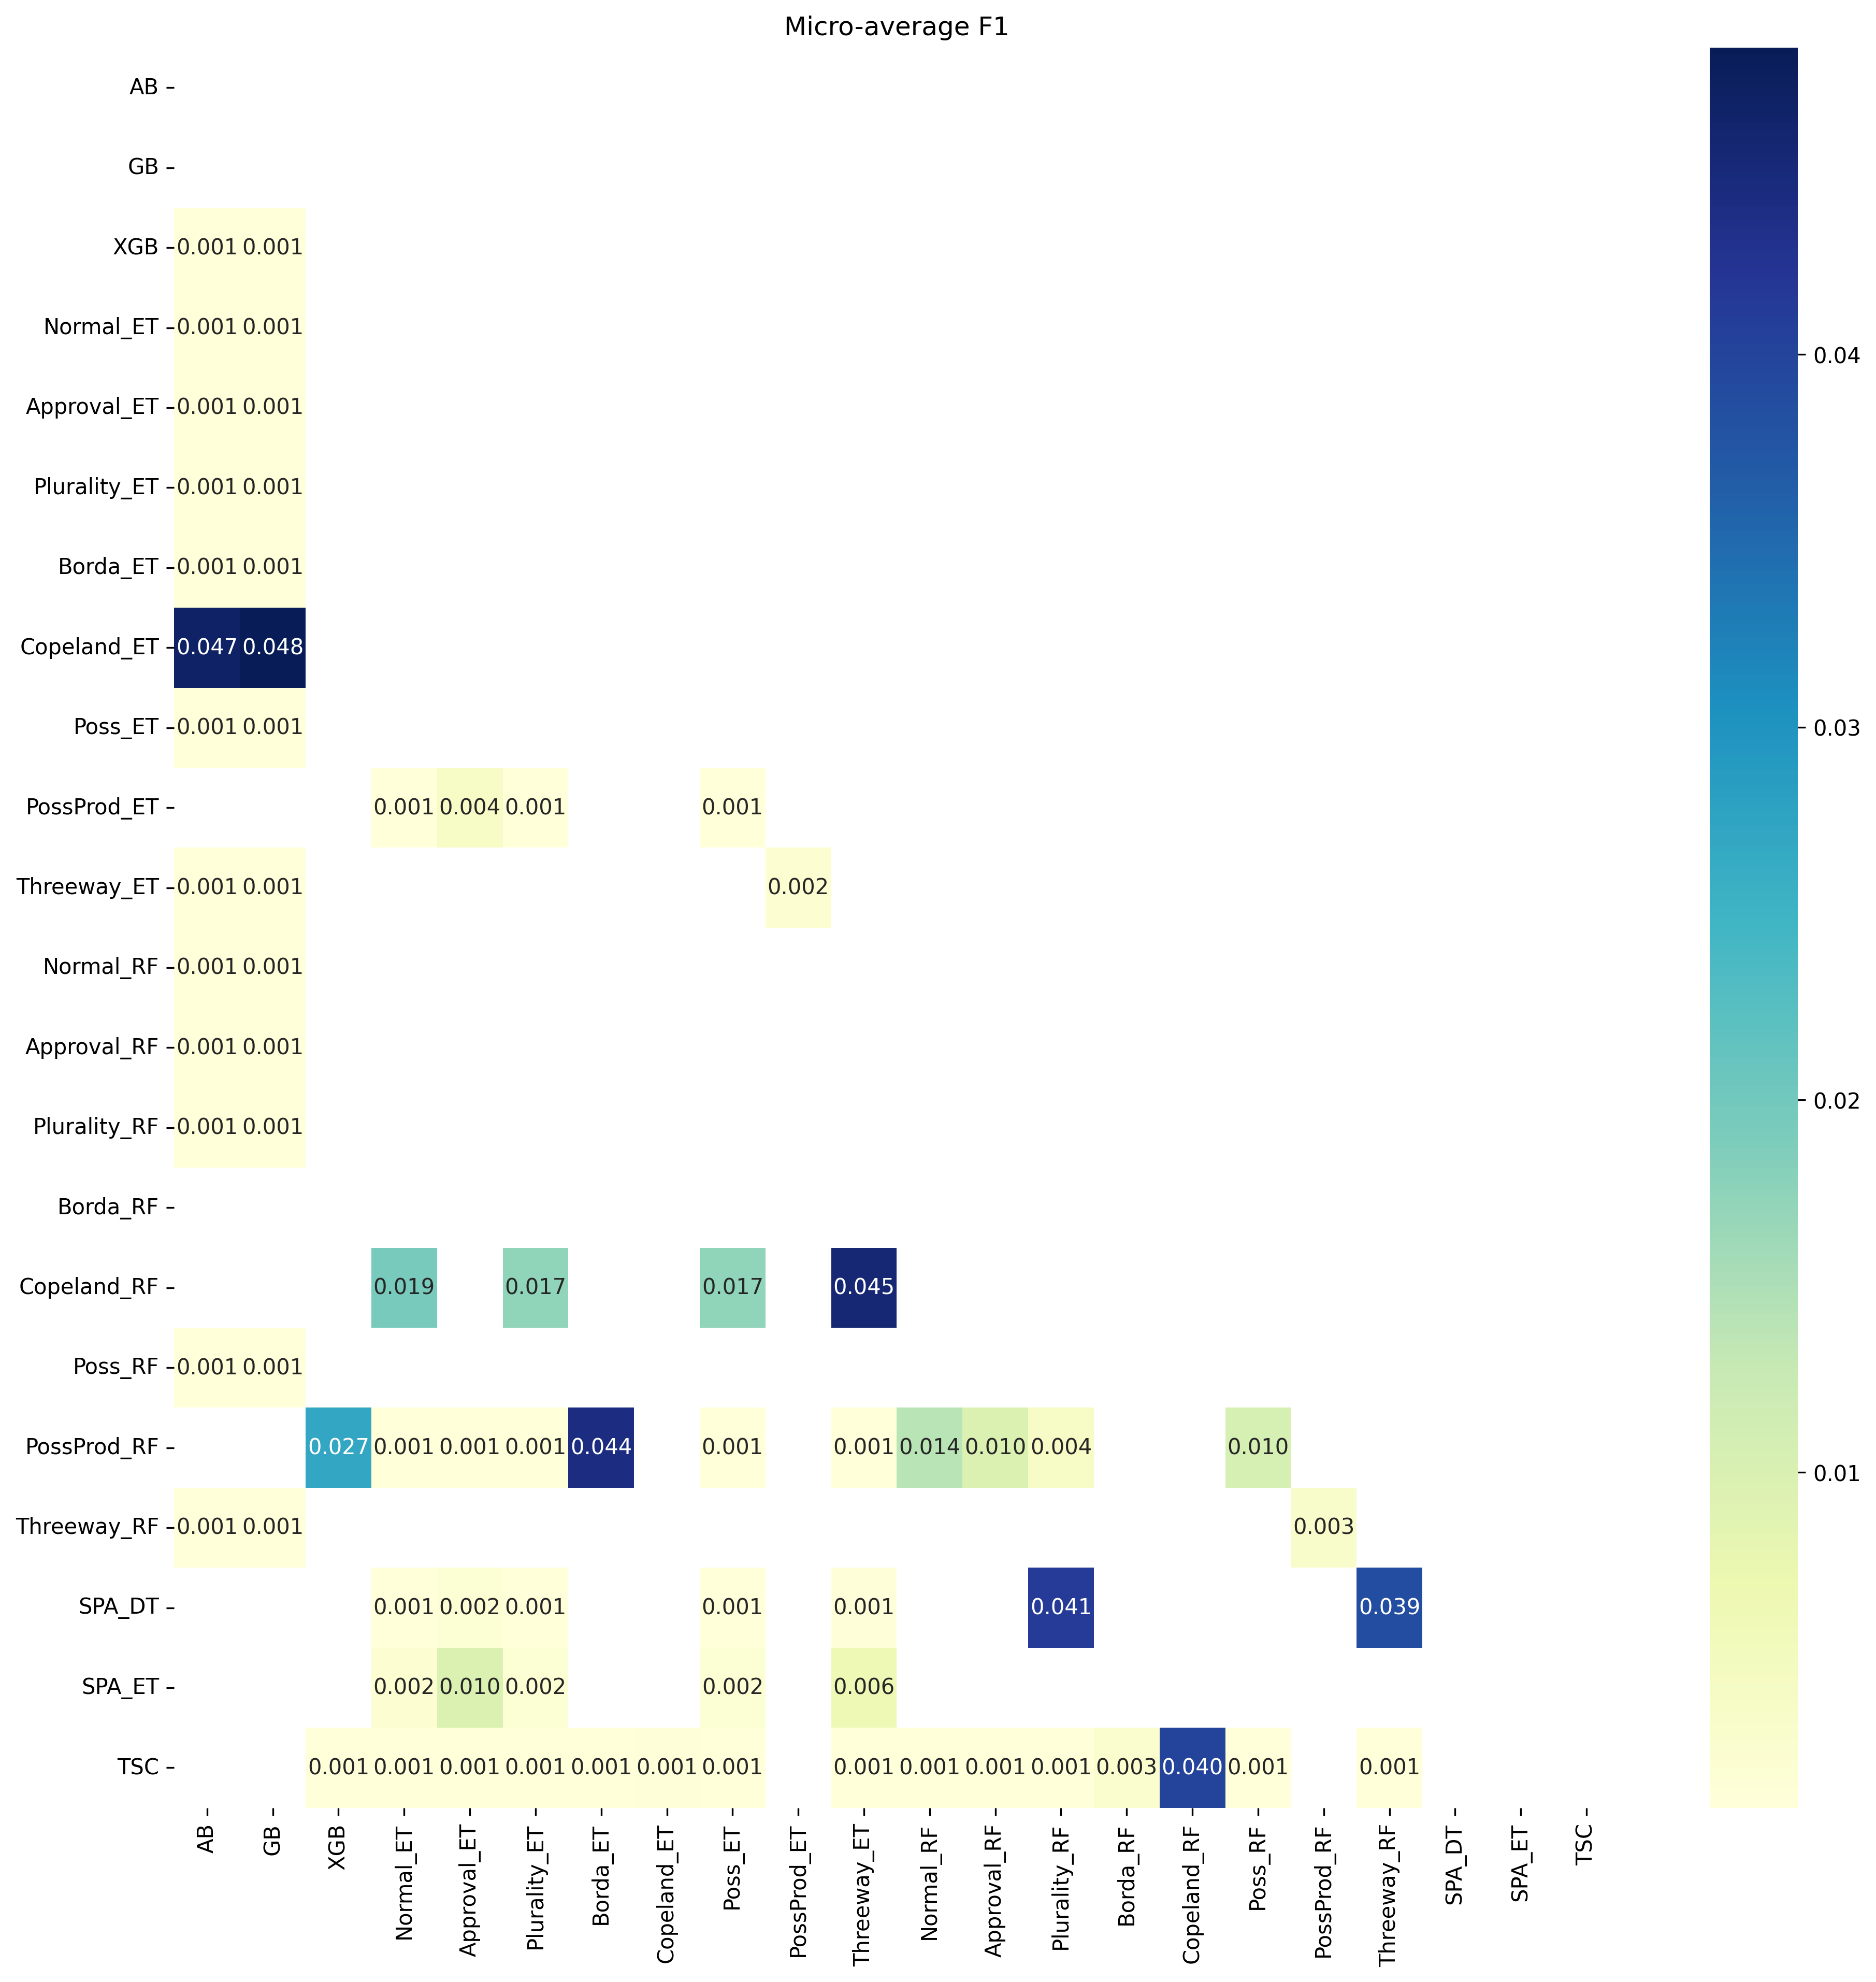 Micro-average F1
AB
GB
XGB 0.001 0.001
Normal_ET 0.001 0.001
Approval_ET 0.001 0.001
Plurality_ET 0.001 0.001
Borda_ET 0.001 0.001
Copeland_ET 0.047 0.048
Poss_ET 0.001 0.001
PossProd_ET 0.001 0.004 0.001 0.001
Threeway_ET 0.001 0.001 0.002
Normal_RF 0.001 0.001
Approval_RF 0.001 0.001
Plurality_RF 0.001 0.001
Borda_RF
Copeland_RF 0.019 0.017 0.017 0.045
Poss_RF 0.001 0.001
PossProd_RF 0.027 0.001 0.001 0.001 0.044 0.001 0.001 0.014 0.010 0.004 0.010
Threeway_RF 0.001 0.001 0.003
SPA_DT 0.001 0.002 0.001 0.001 0.001 0.041 0.039
SPA_ET 0.002 0.010 0.002 0.002 0.006
TSC 0.001 0.001 0.001 0.001 0.001 0.001 0.001 0.001 0.001 0.001 0.001 0.003 0.040 0.001 0.001
AB
GB
XGB
Normal_ET
Approval_ET
Plurality_ET
Borda_ET
Copeland_ET
Poss_ET
PossProd_ET
Threeway_ET
Normal_RF
Approval_RF
Plurality_RF
Borda_RF
Copeland_RF
Poss_RF
PossProd_RF
Threeway_RF
SPA_DT
SPA_ET
TSC
0.04
0.03
0.02
0.01